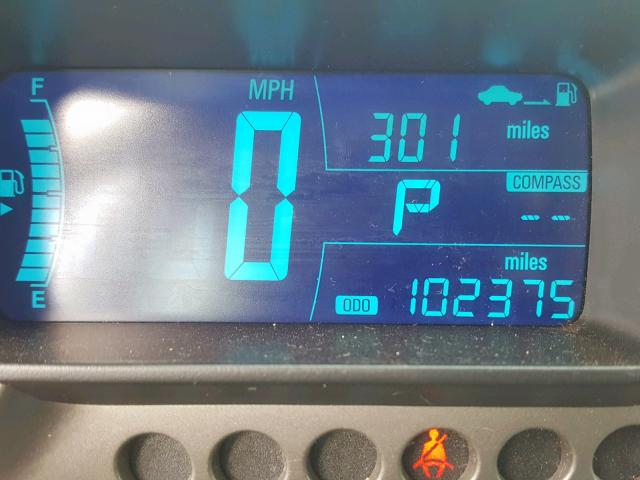 F
MPH
301 miles
COMPASS
0
P --
miles
E
ODO 102375